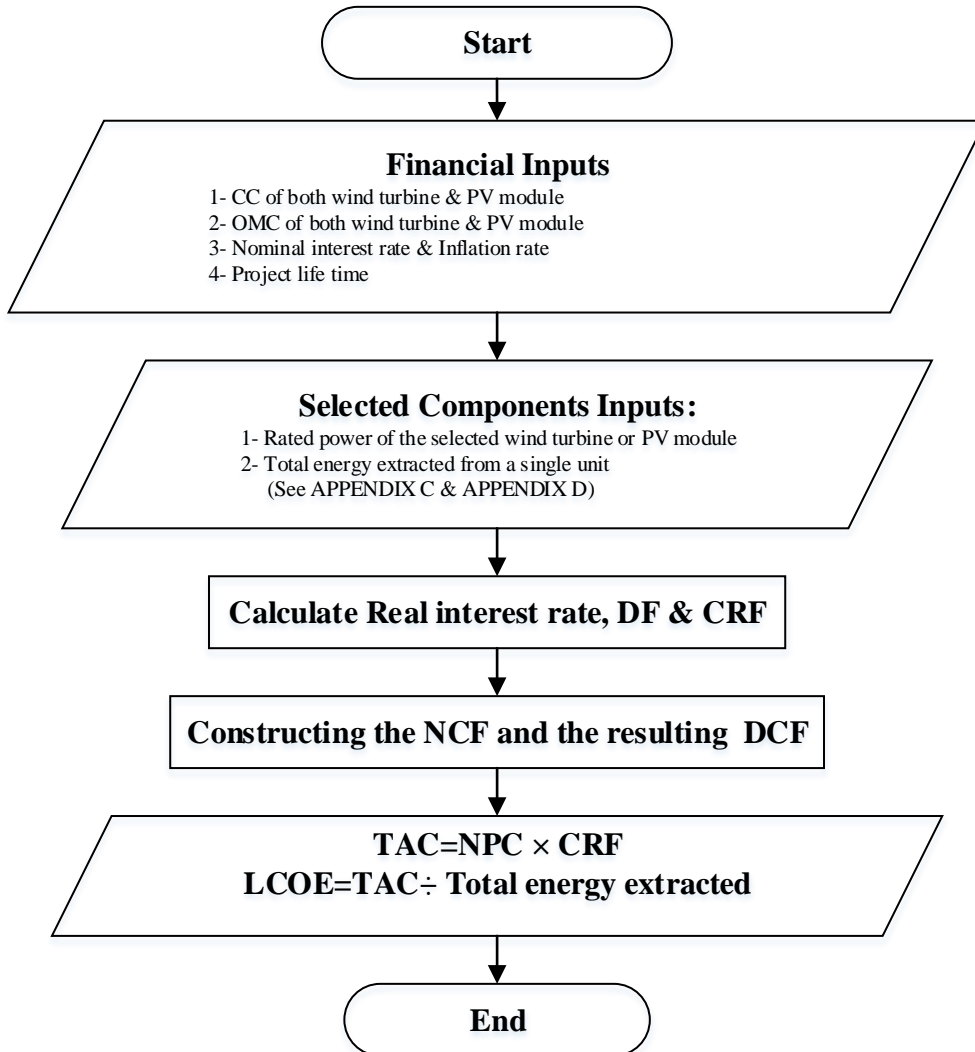 Start
Financial Inputs
1- CC of both wind turbine & PV module
2- OMC of both wind turbine & PV module
3- Nominal interest rate & Inflation rate
4- Project life time
Selected Components Inputs:
1- Rated power of the selected wind turbine or PV module
2- Total energy extracted from a single unit
(See APPENDIX C & APPENDIX D)
Calculate Real interest rate, DF & CRF
Constructing the NCF and the resulting DCF
TAC=NPC × CRF
LCOE=TAC÷ Total energy extracted
End